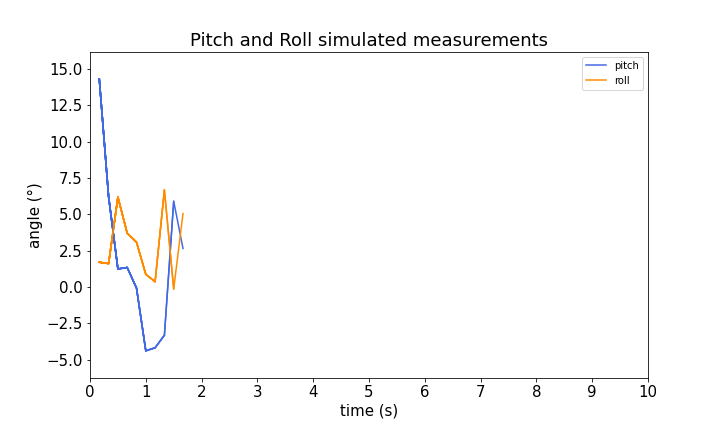 Pitch and Roll simulated measurements
pitch
roll
angle (°)
15.0
12.5
10.0
7.5
5.0
2.5
0.0
−2.5
−5.0
0 1 2 3 4 5 6 7 8 9 10
time (s)